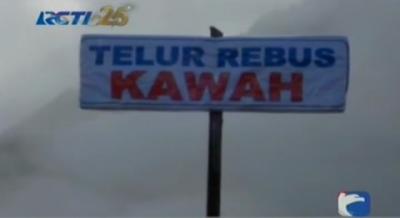 RCTI 25
TELUR REBUS
KAWAH